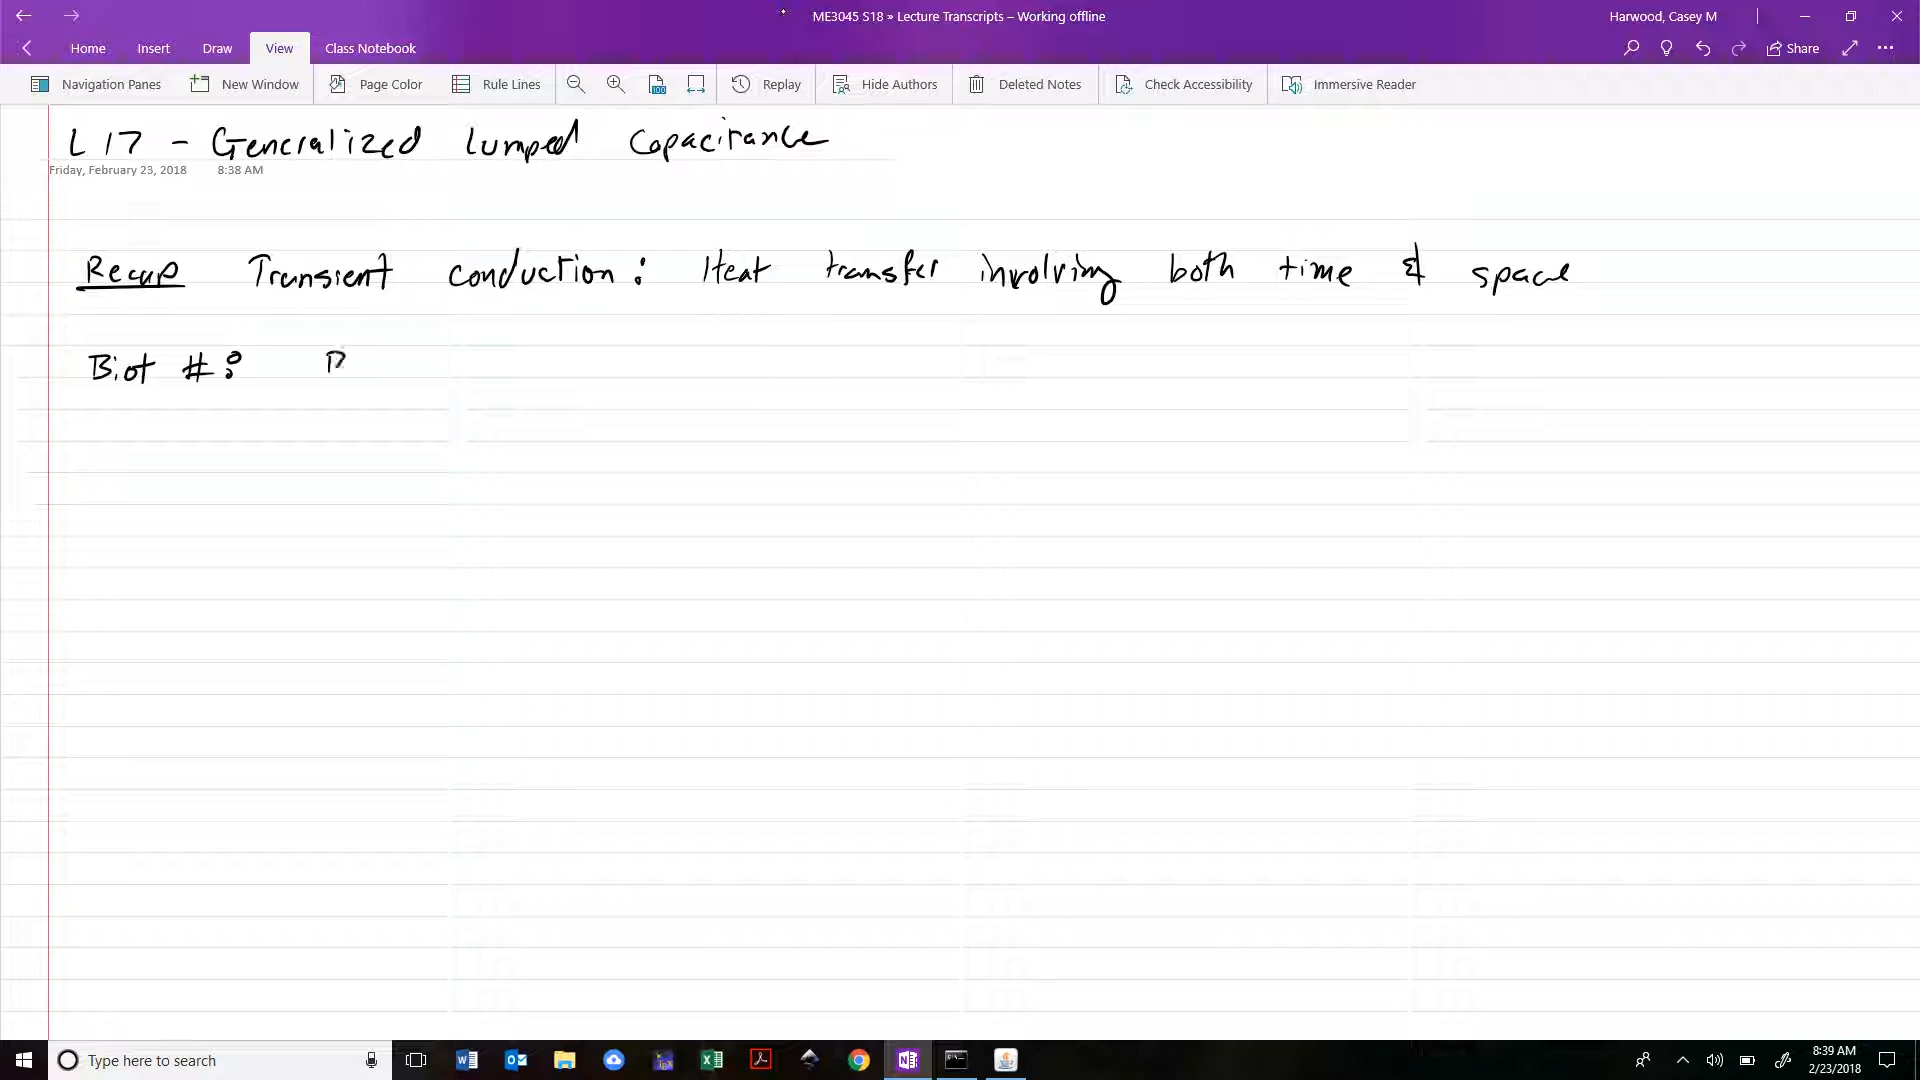 ME3045 S18 » Lecture Transcripts – Working offline
Harwood, Casey M
Home Insert Draw View Class Notebook
Share
Navigation Panes New Window Page Color Rule Lines 100 Replay Hide Authors Deleted Notes Check Accessibility Immersive Reader
L 17 - Generalized Lumped Capacitance
Friday, February 23, 2018 8:38 AM
Recap Transient conduction: Heat transfer involving both time & space
Biot #:
Type here to search
8:39 AM
2/23/2018